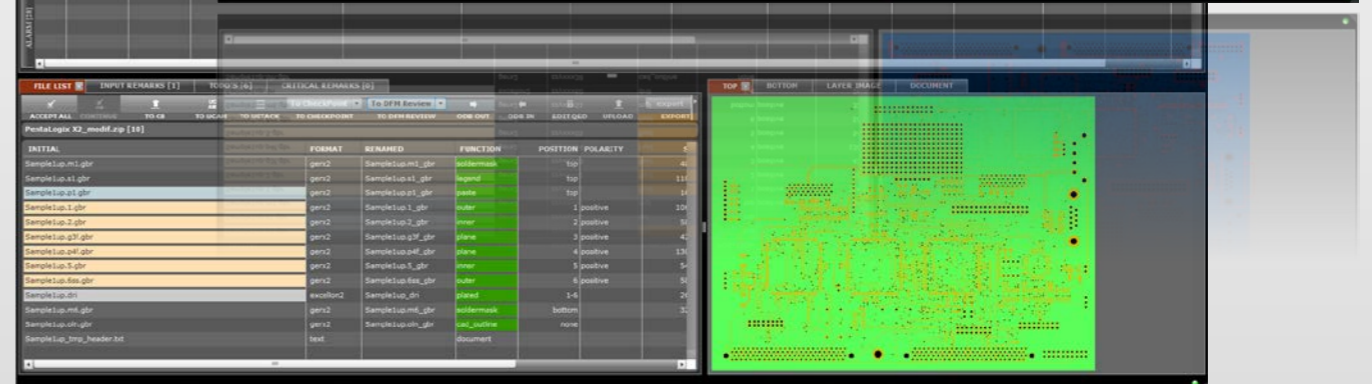 ALARM [28]
FILE LIST INPUT REMARKS [1] TODO'S [6] CRITICAL REMARKS [0]
TOP BOTTOM LAYER IMAGE DOCUMENT
To CheckPoint To DFM Review export
ACCEPT ALL CONTINUE TO CB TO UCAM TO USTACK TO CHECKPOINT TO DFM REVIEW ODB OUT ODB IN EDIT QED UPLOAD EXPORT
PentaLogix X2_modif.zip [10]
INITIAL FORMAT RENAMED FUNCTION POSITION POLARITY
Sample1up.m1.gbr gerx2 Sample1up.m1_gbr soldermask top
Sample1up.s1.gbr gerx2 Sample1up.s1_gbr legend top
Sample1up.p1.gbr gerx2 Sample1up.p1_gbr paste top
Sample1up.1.gbr gerx2 Sample1up.1_gbr outer 1 positive
Sample1up.2.gbr gerx2 Sample1up.2_gbr inner 2 positive
Sample1up.g3f.gbr gerx2 Sample1up.g3f_gbr plane 3 positive
Sample1up.p4f.gbr gerx2 Sample1up.p4f_gbr plane 4 positive
Sample1up.5.gbr gerx2 Sample1up.5_gbr inner 5 positive
Sample1up.6ss.gbr gerx2 Sample1up.6ss_gbr outer 6 positive
Sample1up.dri excellon2 Sample1up_dri plated 1-6
Sample1up.m6.gbr gerx2 Sample1up.m6_gbr soldermask bottom
Sample1up.oln.gbr gerx2 Sample1up.oln_gbr cad_outline none
Sample1up_tmp_header.txt text document